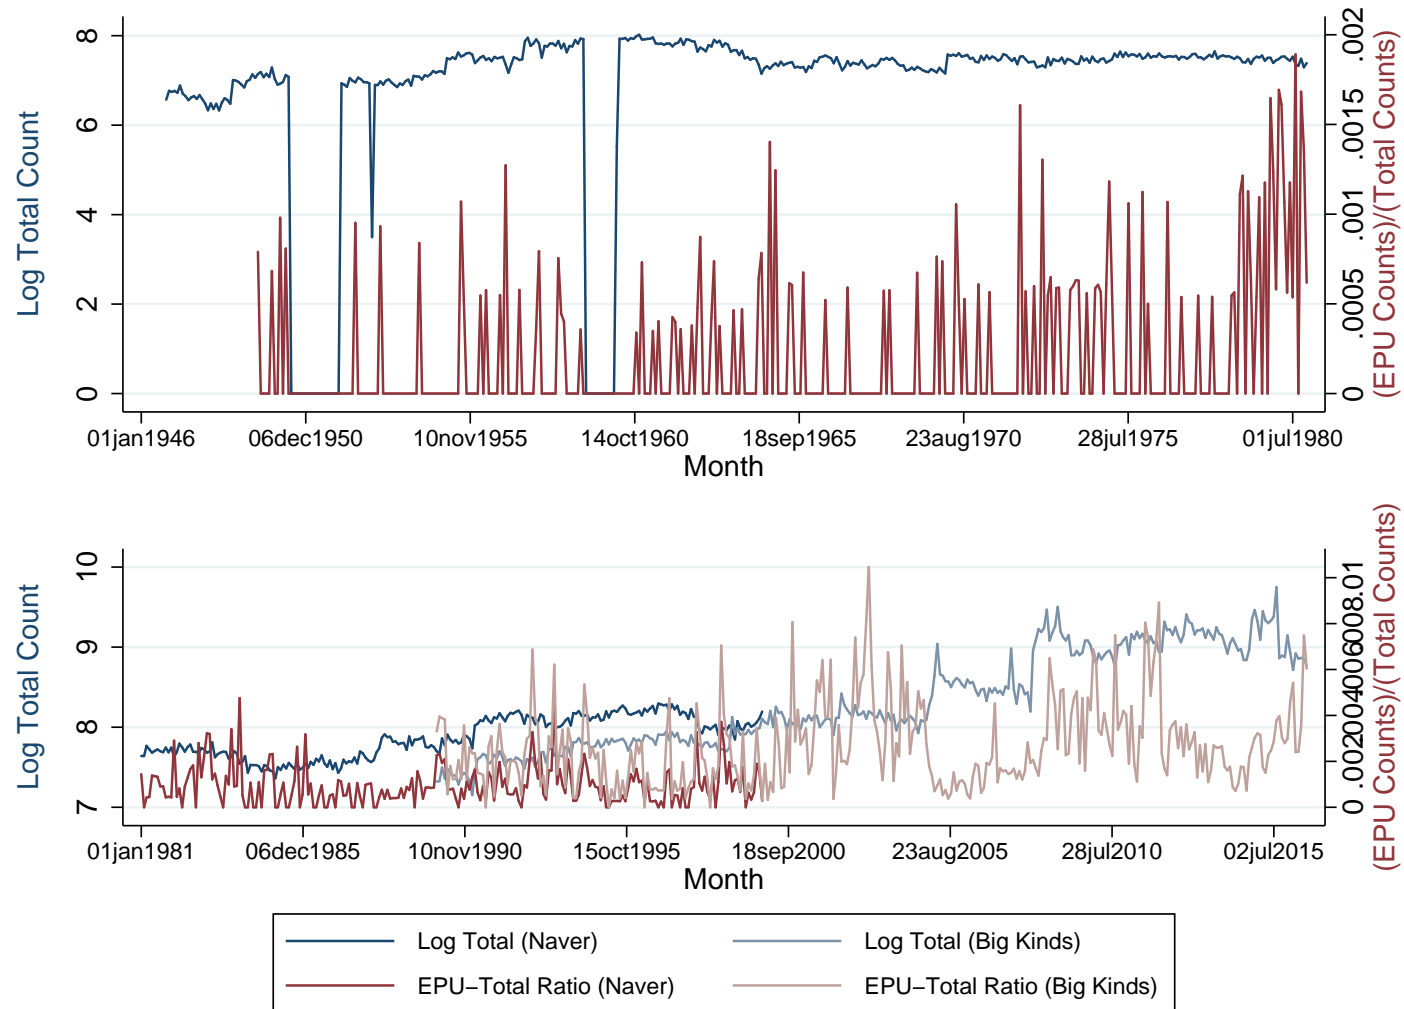 Log Total Count
0 2 4 6 8
0 .0005 .001 .0015 .002
(EPU Counts)/(Total Counts)
01jan1946 06dec1950 10nov1955 14oct1960 18sep1965 23aug1970 28jul1975 01jul1980
Month
Log Total Count
7 8 9 10
0 .002.004.006.008.01
(EPU Counts)/(Total Counts)
01jan1981 06dec1985 10nov1990 15oct1995 18sep2000 23aug2005 28jul2010 02jul2015
Month
Log Total (Naver) Log Total (Big Kinds)
EPU−Total Ratio (Naver) EPU−Total Ratio (Big Kinds)